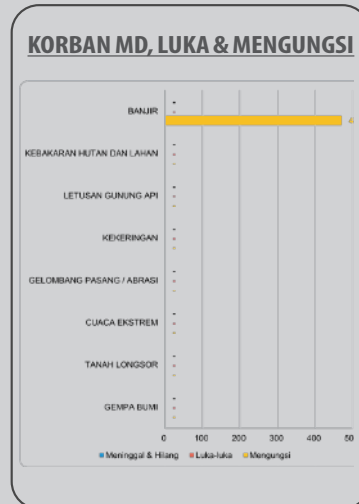 KORBAN MD, LUKA & MENGUNGSI
BANJIR
KEBAKARAN HUTAN DAN LAHAN
LETUSAN GUNUNG API
KEKERINGAN
GELOMBANG PASANG / ABRASI
CUACA EKSTREM
TANAH LONGSOR
GEMPA BUMI
0 100 200 300 400 50
Meninggal & Hilang Luka-luka Mengungsi